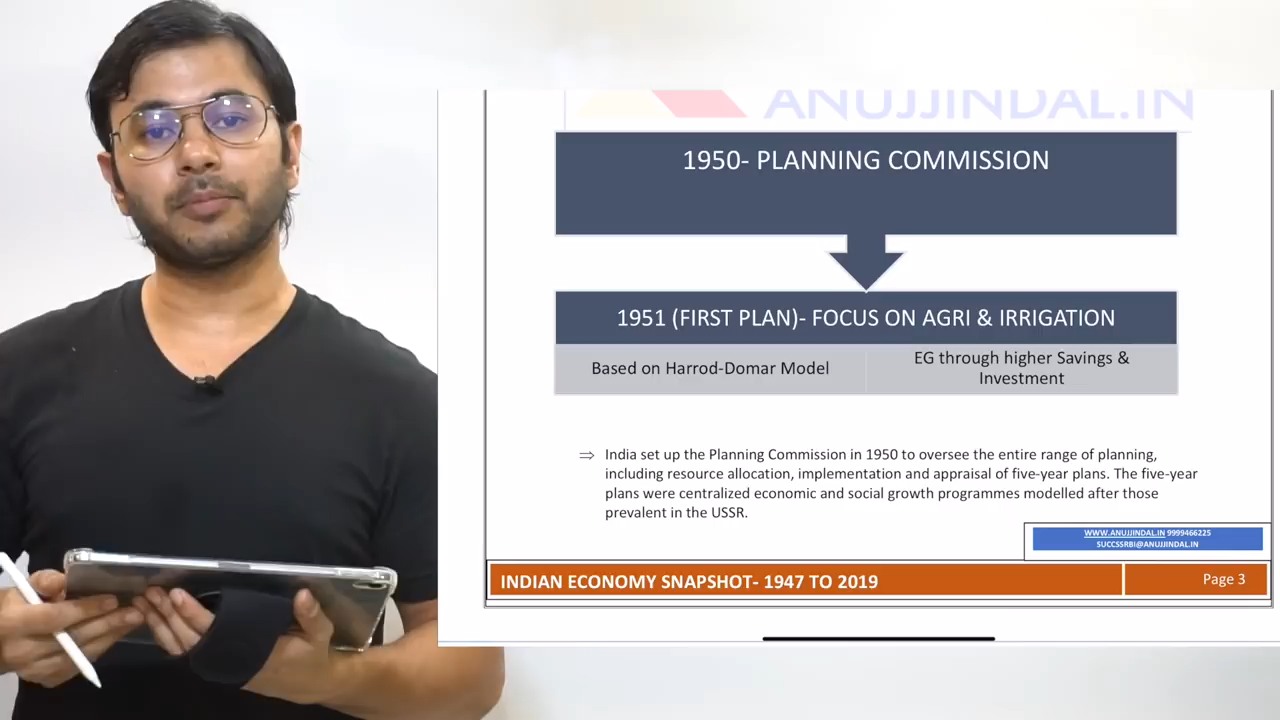 ANUJJINDAL.IN
1950- PLANNING COMMISSION
1951 (FIRST PLAN)- FOCUS ON AGRI & IRRIGATION
Based on Harrod-Domar Model
EG through higher Savings &
Investment
⇒ India set up the Planning Commission in 1950 to oversee the entire range of planning,
including resource allocation, implementation and appraisal of five-year plans. The five-year
plans were centralized economic and social growth programmes modelled after those
prevalent in the USSR.
WWW.ANUJJINDAL.IN 9999466225
SUCCSSRBI@ANUJJINDAL.IN
INDIAN ECONOMY SNAPSHOT- 1947 TO 2019
Page 3